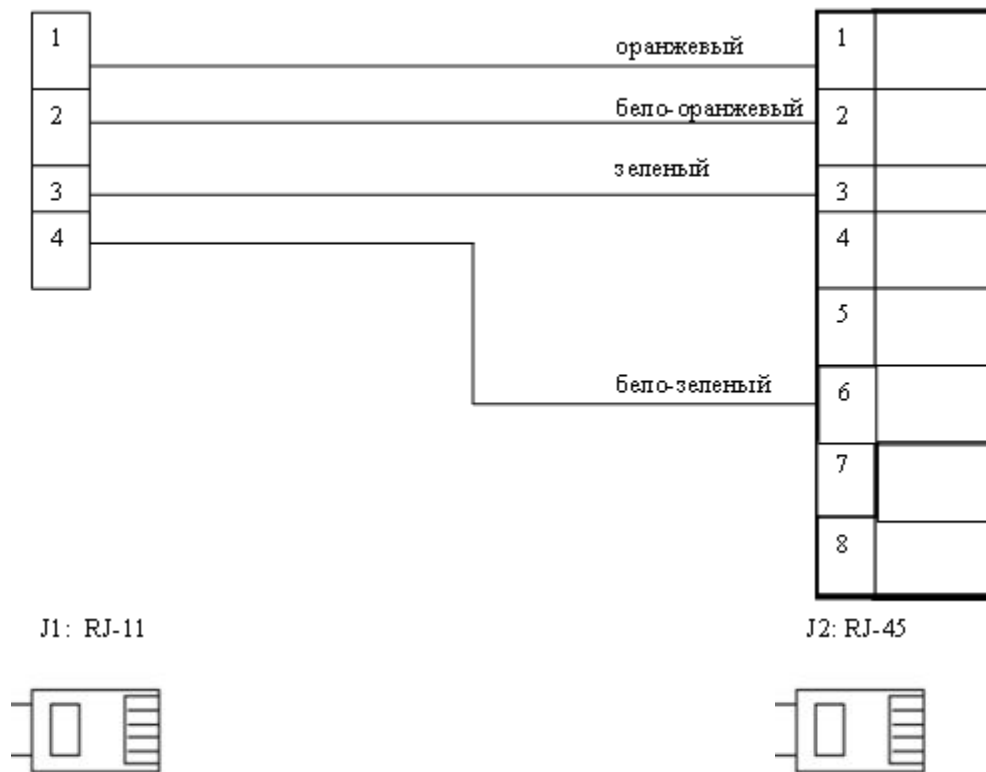 1 оранжевый 1
2 бело-оранжевый 2
3 зеленый 3
4 4
5
бело-зеленый 6
7
8
J1: RJ-11 J2: RJ-45